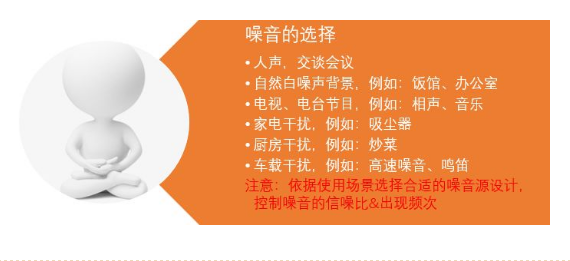 噪音的选择
•人声，交谈会议
•自然白噪声背景，例如：饭馆、办公室
•电视、电台节目，例如：相声、音乐
•家电干扰，例如：吸尘器
•厨房干扰，例如：炒菜
•车载干扰，例如：高速噪音、鸣笛
注意：依据使用场景选择合适的噪音源设计，
控制噪音的信噪比&出现频次